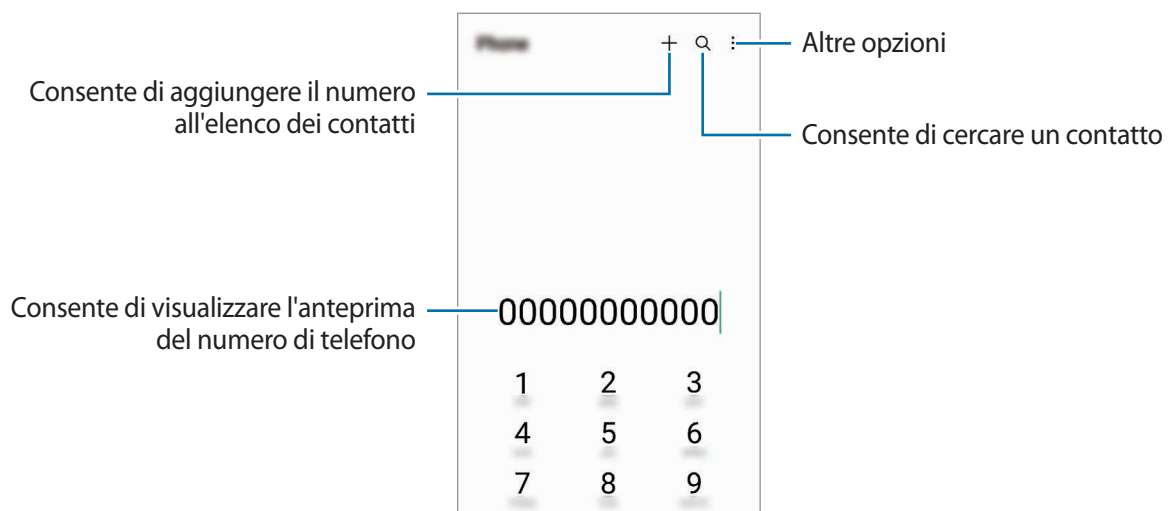 Altre opzioni
Consente di aggiungere il numero
all'elenco dei contatti
Consente di cercare un contatto
Consente di visualizzare l'anteprima
del numero di telefono
00000000000
1 2 3
4 5 6
7 8 9